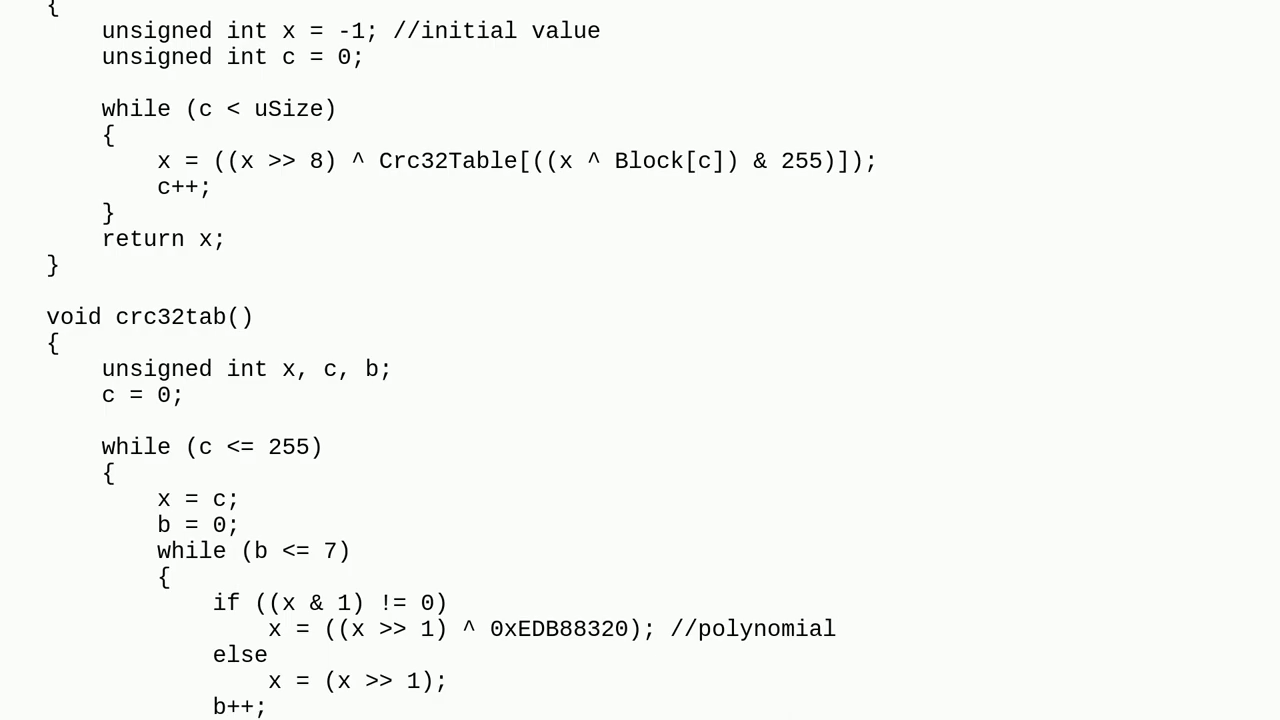 {
unsigned int x = -1; //initial value
unsigned int c = 0;
while (c < uSize)
{
x = ((x >> 8) ^ Crc32Table[((x ^ Block[c]) & 255)]);
c++;
}
return x;
}
void crc32tab()
{
unsigned int x, c, b;
c = 0;
while (c <= 255)
{
x = c;
b = 0;
while (b <= 7)
{
if ((x & 1) != 0)
x = ((x >> 1) ^ 0xEDB88320); //polynomial
else
x = (x >> 1);
b++;